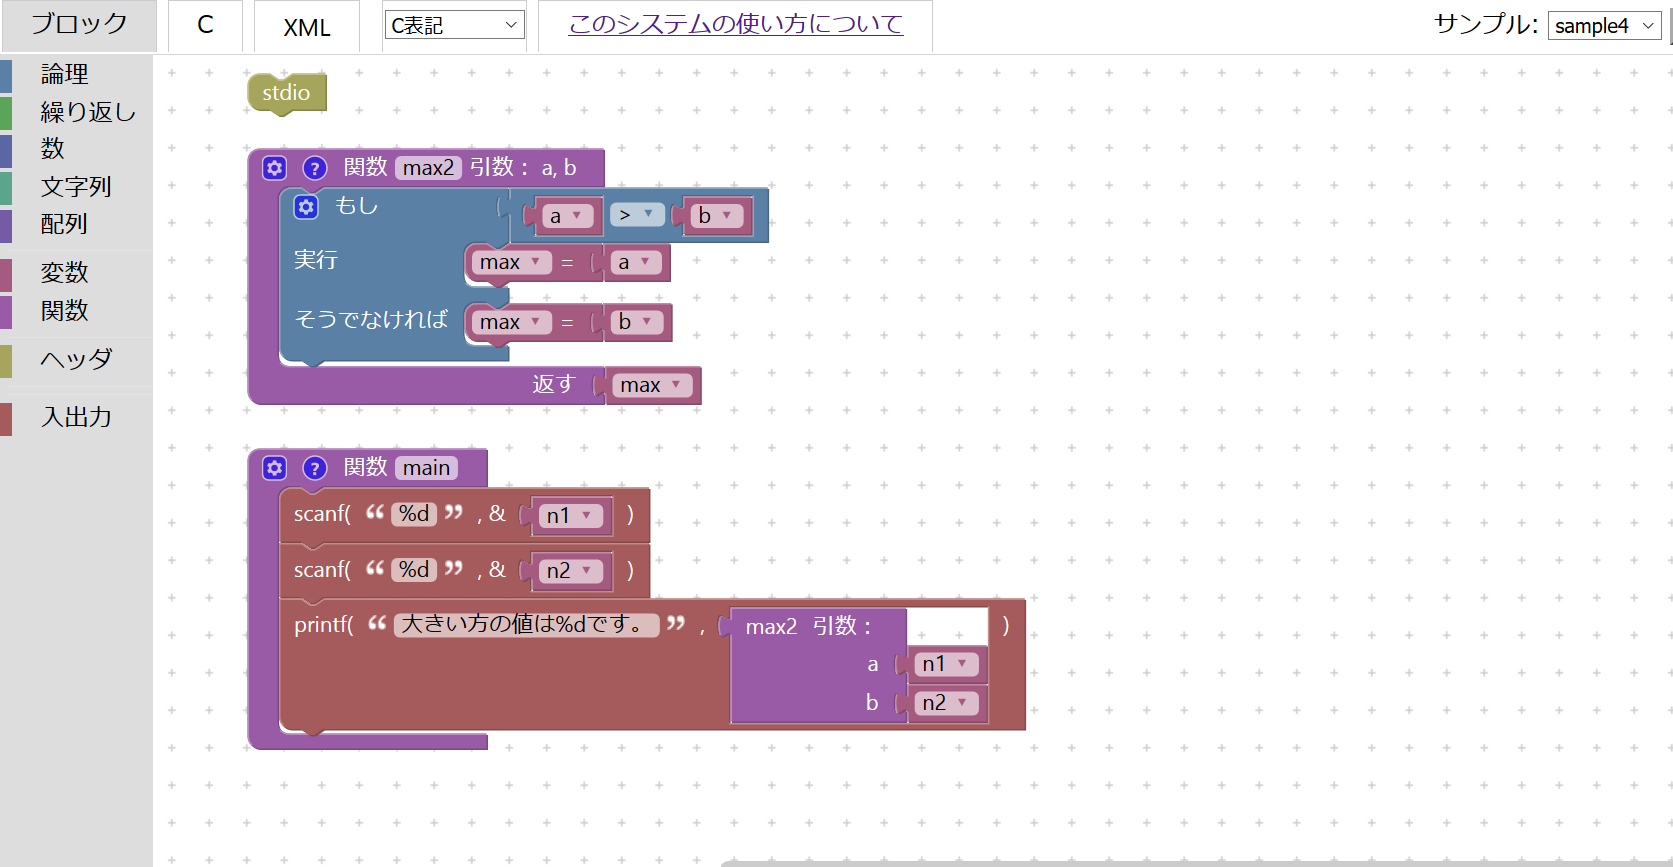 ブロック C XML C表記 このシステムの使い方について サンプル: sample4
論理
繰り返し
数
文字列
配列
変数
関数
ヘッダ
入出力
stdio
? 関数 max2 引数: a, b
もし a > b
実行 max = a
そうでなければ max = b
返す max
? 関数 main
scanf( “ %d ” , & n1 )
scanf( “ %d ” , & n2 )
printf( “ 大きい方の値は%dです。 ” , max2 引数: )
a n1
b n2